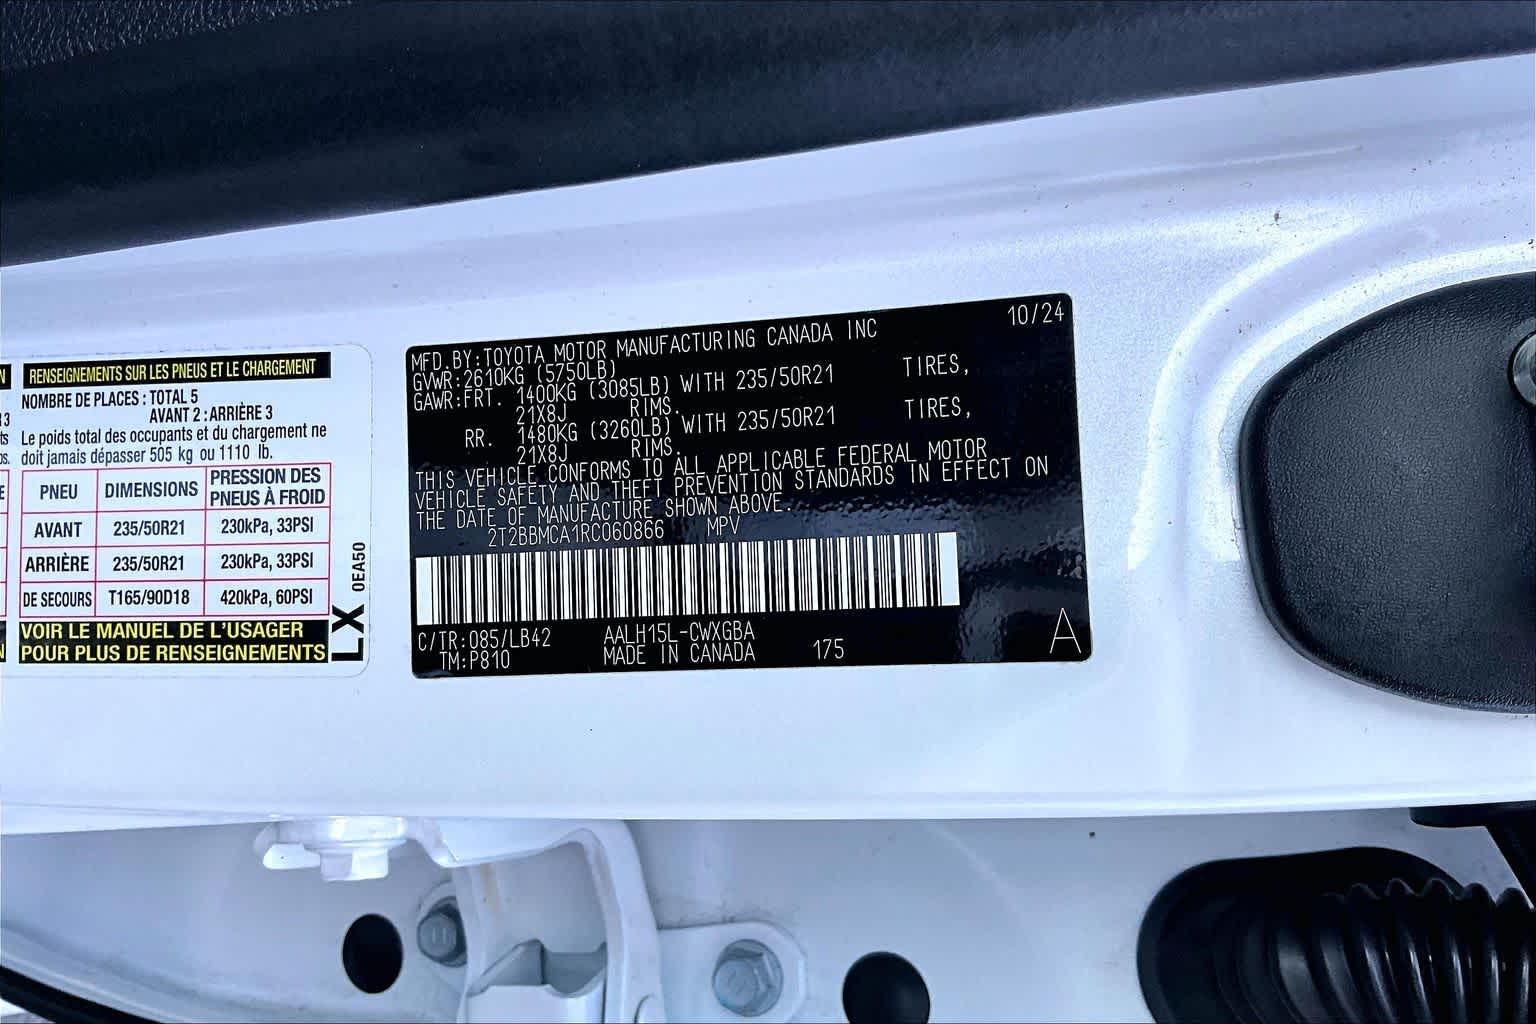 RENSEIGNEMENTS SUR LES PNEUS ET LE CHARGEMENT
NOMBRE DE PLACES : TOTAL 5
AVANT 2 : ARRIÈRE 3
Le poids total des occupants et du chargement ne
doit jamais dépasser 505 kg ou 1110 lb.
PNEU DIMENSIONS PRESSION DES PNEUS À FROID
AVANT 235/50R21 230kPa, 33PSI
ARRIÈRE 235/50R21 230kPa, 33PSI
DE SECOURS T165/90D18 420kPa, 60PSI
VOIR LE MANUEL DE L'USAGER
POUR PLUS DE RENSEIGNEMENTS
LX 0EA50
MFD.BY:TOYOTA MOTOR MANUFACTURING CANADA INC 10/24
GVWR:2610KG (5750LB)
GAWR:FRT. 1400KG (3085LB) WITH 235/50R21 TIRES,
21X8J RIMS.
RR. 1480KG (3260LB) WITH 235/50R21 TIRES,
21X8J RIMS.
THIS VEHICLE CONFORMS TO ALL APPLICABLE FEDERAL MOTOR
VEHICLE SAFETY AND THEFT PREVENTION STANDARDS IN EFFECT ON
THE DATE OF MANUFACTURE SHOWN ABOVE.
2T2BBMCA1RC060866 MPV
C/TR:085/LB42 AALH15L-CWXGBA
TM:P810 MADE IN CANADA 175
A